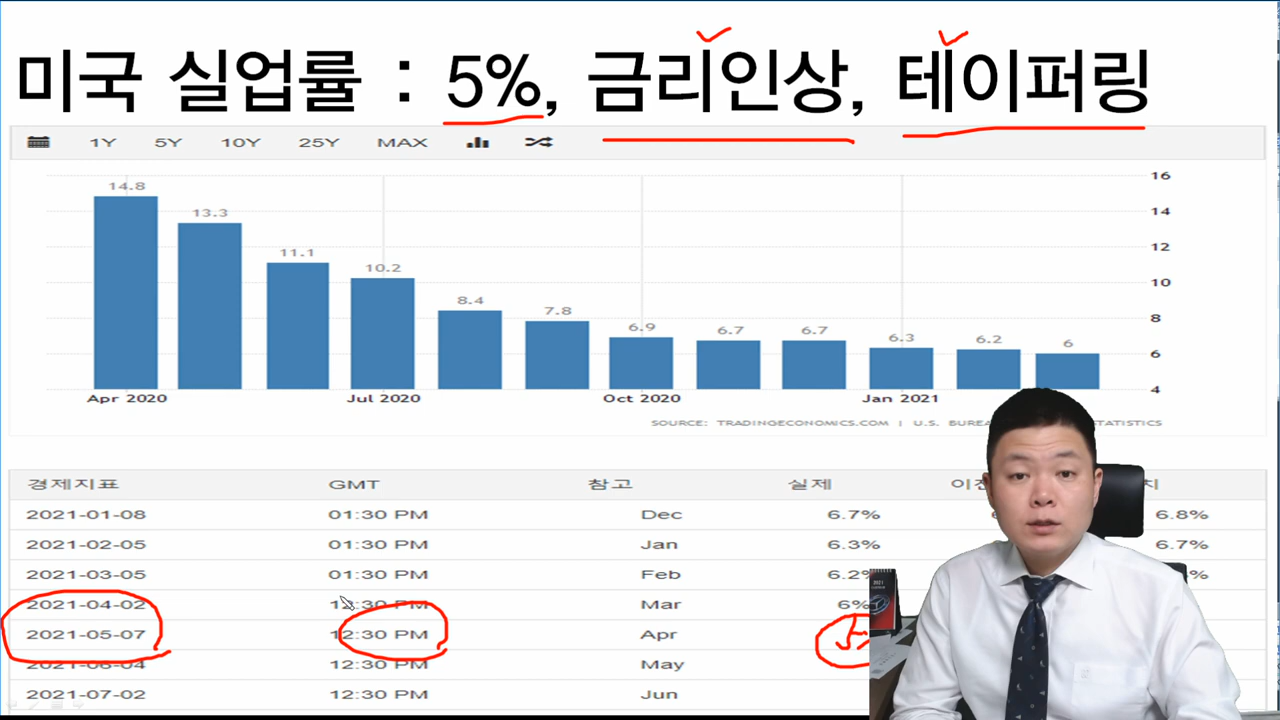 미국 실업률 : 5%, 금리인상, 테이퍼링
1Y 5Y 10Y 25Y MAX
14.8 13.3 11.1 10.2 8.4 7.8 6.9 6.7 6.7 6.3 6.2 6
16
14
12
10
8
6
4
Apr 2020 Jul 2020 Oct 2020 Jan 2021
SOURCE: TRADINGECONOMICS.COM | U.S.
경제지표 GMT 참고 실제
2021-01-08 01:30 PM Dec 6.7% 6.8%
2021-02-05 01:30 PM Jan 6.3% 6.7%
2021-03-05 01:30 PM Feb 6.2%
2021-04-02 12:30 PM Mar 6%
2021-05-07 12:30 PM Apr
2021-06-04 12:30 PM May
2021-07-02 12:30 PM Jun